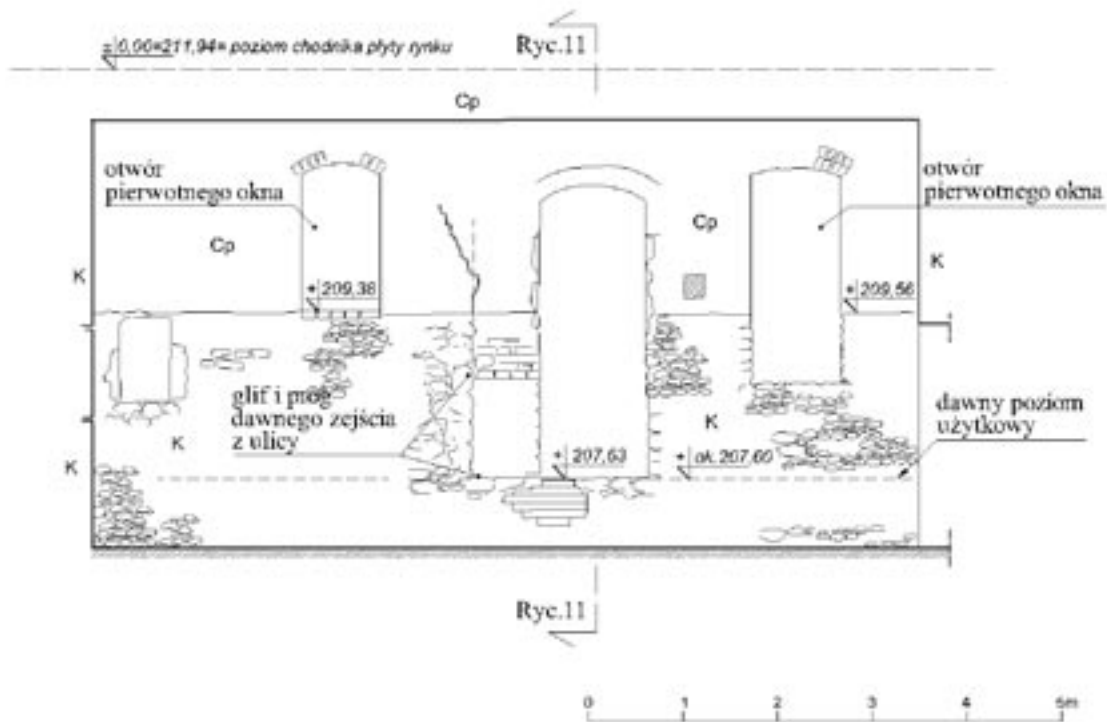 Ryc.11
±0,00=211,94= poziom chodnika płyty rynku
Cp
otwór
pierwotnego okna
otwór
pierwotnego okna
Cp
Cp
K
K
+ 209,38
+ 209,56
glif i próg
dawnego zejścia
z ulicy
K
K
K
dawny poziom
użytkowy
+ 207,63
+ ok.207,60
Ryc.11
0 1 2 3 4 5m